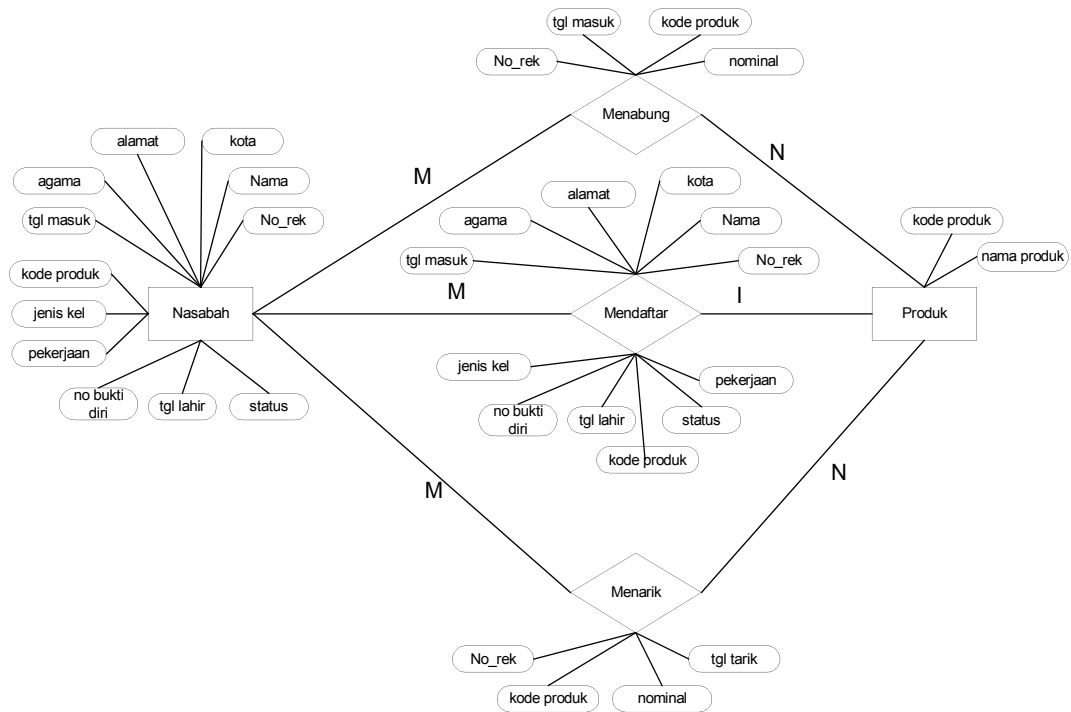 tgl masuk
kode produk
No_rek
nominal
Menabung
alamat
kota
agama
Nama
tgl masuk
No_rek
kode produk
jenis kel
pekerjaan
Nasabah
no bukti
diri
tgl lahir
status
M
N
alamat
kota
agama
Nama
tgl masuk
No_rek
M
Mendaftar
I
jenis kel
pekerjaan
no bukti
diri
tgl lahir
status
kode produk
kode produk
nama produk
Produk
M
N
Menarik
No_rek
tgl tarik
kode produk
nominal